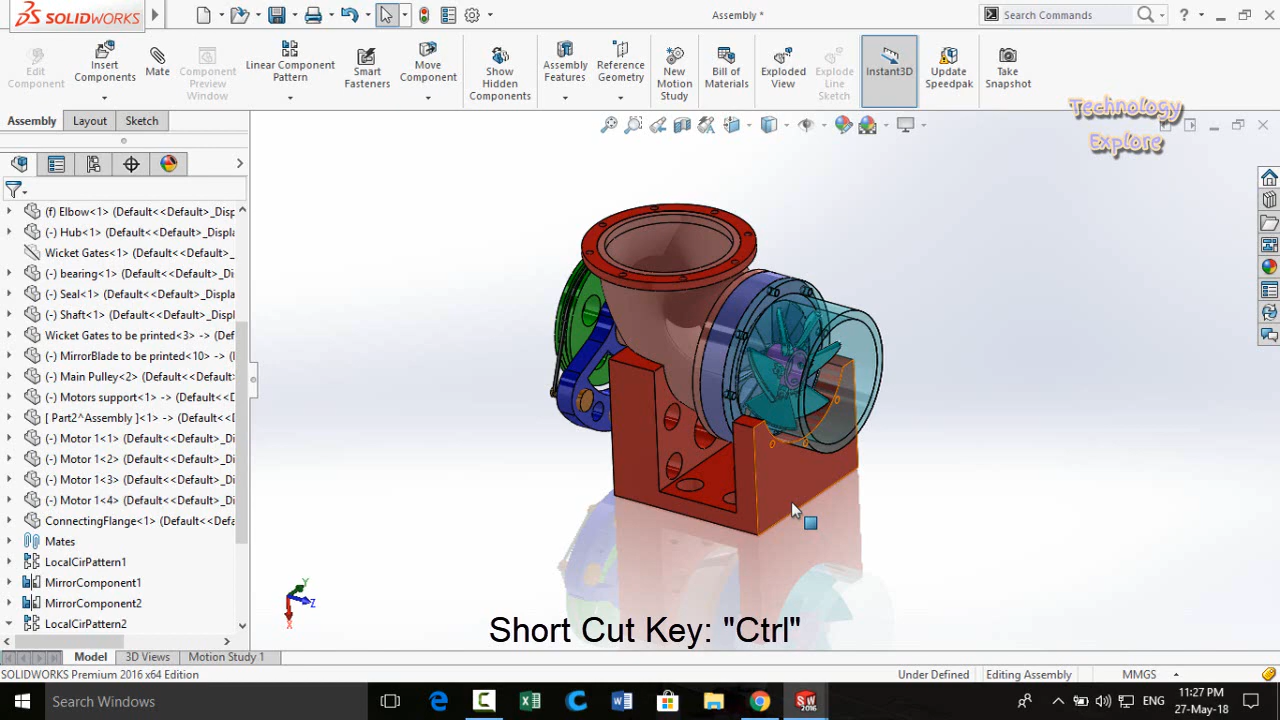 SOLIDWORKS
Assembly *
Search Commands
?
Edit
Component
Insert
Components
Mate
Component
Preview
Window
Linear Component
Pattern
Smart
Fasteners
Move
Component
Show
Hidden
Components
Assembly
Features
Reference
Geometry
New
Motion
Study
Bill of
Materials
Exploded
View
Explode
Line
Sketch
Instant3D
Update
Speedpak
Take
Snapshot
Technology
Explore
Assembly
Layout
Sketch
(f) Elbow<1> (Default<<Default>_Disp
(-) Hub<1> (Default<<Default>_Displa
Wicket Gates<1> (Default<<Default>
(-) bearing<1> (Default<<Default>_Di
(-) Seal<1> (Default<<Default>_Displa
(-) Shaft<1> (Default<<Default>_Displ
Wicket Gates to be printed<3> -> (Def
(-) MirrorBlade to be printed<10> -> (
(-) Main Pulley<2> (Default<<Default>
(-) Motors support<1> (Default<<Defa
[ Part2^Assembly ]<1> -> (Default<<D
(-) Motor 1<1> (Default<<Default>_Di
(-) Motor 1<2> (Default<<Default>_Di
(-) Motor 1<3> (Default<<Default>_Di
(-) Motor 1<4> (Default<<Default>_Di
ConnectingFlange<1> (Default<<Defa
Mates
LocalCirPattern1
MirrorComponent1
MirrorComponent2
LocalCirPattern2
Y
Z
X
Short Cut Key: "Ctrl"
Model
3D Views
Motion Study 1
SOLIDWORKS Premium 2016 x64 Edition
Under Defined
Editing Assembly
MMGS
Search Windows
SW
2016
ENG
11:27 PM
27-May-18